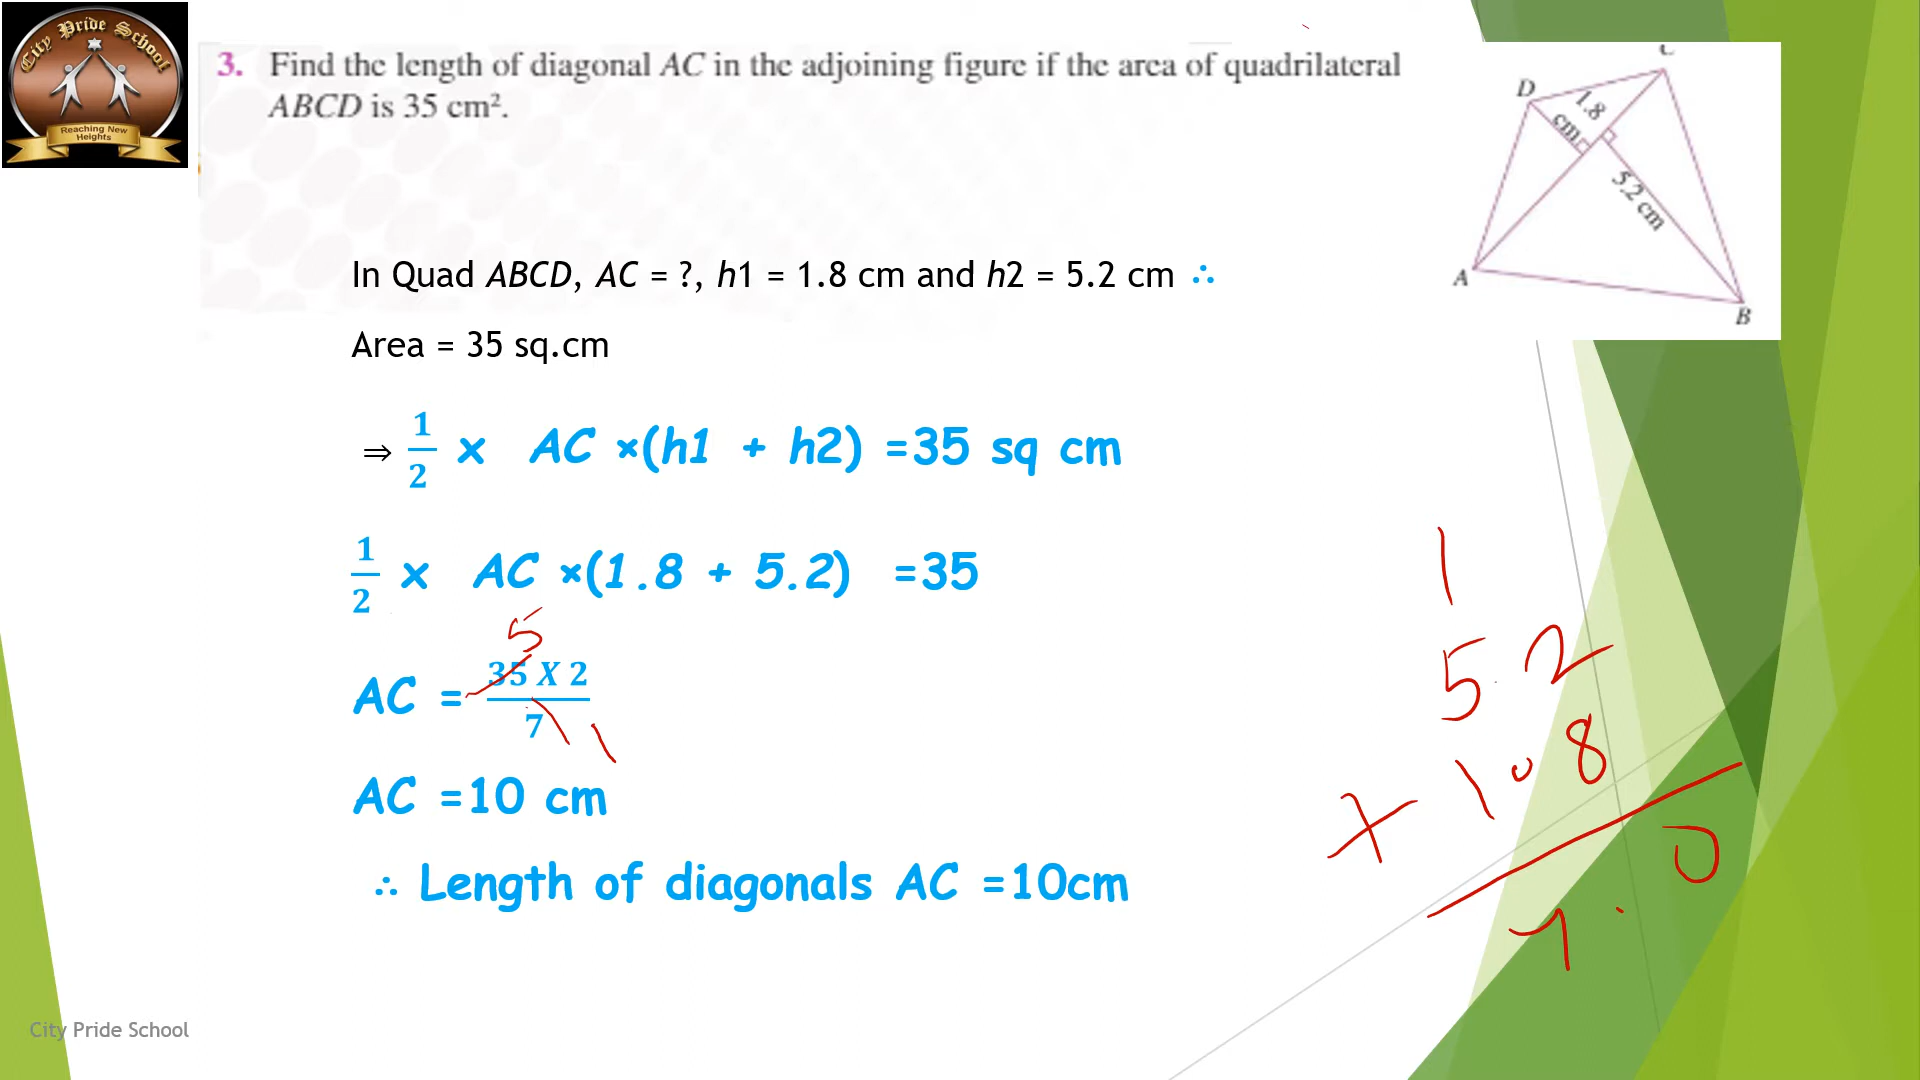 City Pride School
Reaching New
Heights
3. Find the length of diagonal AC in the adjoining figure if the area of quadrilateral
ABCD is 35 cm².
C
D
1.8
cm
5.2 cm
A
B
In Quad ABCD, AC = ?, h1 = 1.8 cm and h2 = 5.2 cm ∴
Area = 35 sq.cm
⇒ 1/2 x AC ×(h1 + h2) =35 sq cm
1/2 x AC ×(1.8 + 5.2) =35
5
AC = 35 X 2 / 7
1
AC =10 cm
∴ Length of diagonals AC =10cm
1
5.2
+ 1.8
7.0
City Pride School